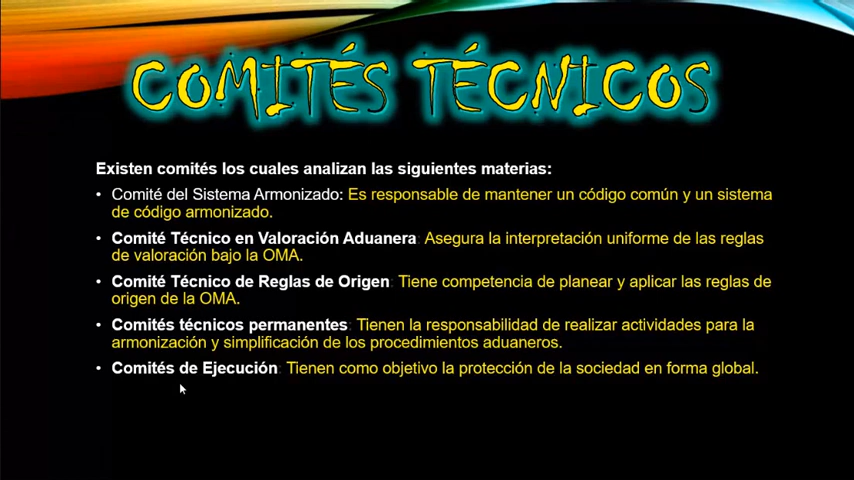 COMITÉS TÉCNICOS
Existen comités los cuales analizan las siguientes materias:
• Comité del Sistema Armonizado: Es responsable de mantener un código común y un sistema
de código armonizado.
• Comité Técnico en Valoración Aduanera: Asegura la interpretación uniforme de las reglas
de valoración bajo la OMA.
• Comité Técnico de Reglas de Origen: Tiene competencia de planear y aplicar las reglas de
origen de la OMA.
• Comités técnicos permanentes: Tienen la responsabilidad de realizar actividades para la
armonización y simplificación de los procedimientos aduaneros.
• Comités de Ejecución: Tienen como objetivo la protección de la sociedad en forma global.